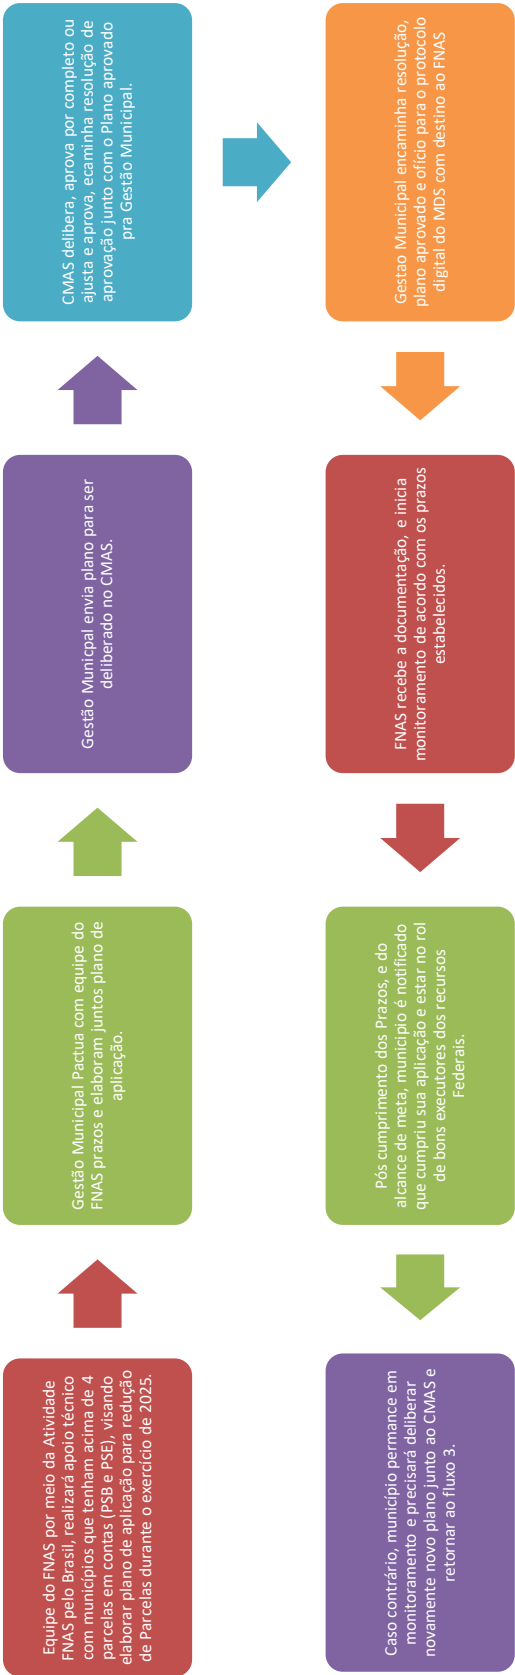 Equipe do FNAS por meio da Atividade
FNAS pelo Brasil, realizará apoio técnico
com municípios que tenham acima de 4
parcelas em contas (PSB e PSE), visando
elaborar plano de aplicação para redução
de Parcelas durante o exercício de 2025.
Gestão Municipal Pactua com equipe do
FNAS prazos e elaboram juntos plano de
aplicação.
Gestão Municpal envia plano para ser
deliberado no CMAS.
CMAS delibera, aprova por completo ou
ajusta e aprova, ecaminha resolução de
aprovação junto com o Plano aprovado
pra Gestão Municipal.
Gestao Municipal encaminha resolução,
plano aprovado e ofício para o protocolo
digital do MDS com destino ao FNAS
FNAS recebe a documentação, e inicia
monitoramento de acordo com os prazos
estabelecidos.
Pós cumprimento dos Prazos, e do
alcance de meta, municipio é notificado
que cumpriu sua aplicação e estar no rol
de bons executores dos recursos
Federais.
Caso contrário, município permance em
monitoramento e precisará deliberar
novamente novo plano junto ao CMAS e
retornar ao fluxo 3.